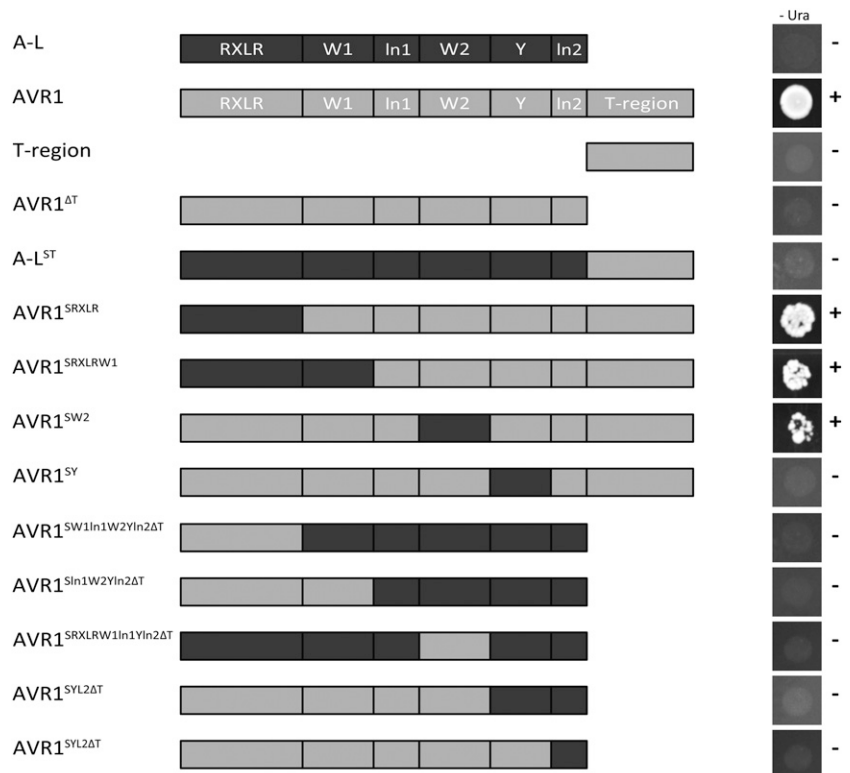 - Ura
A-L RXLR W1 In1 W2 Y In2 -
AVR1 RXLR W1 In1 W2 Y In2 T-region +
T-region -
AVR1ΔT -
A-LST -
AVR1SRXLR +
AVR1SRXLRW1 +
AVR1SW2 +
AVR1SY -
AVR1SW1In1W2YIn2ΔT -
AVR1SIn1W2YIn2ΔT -
AVR1SRXLRW1In1YIn2ΔT -
AVR1SYL2ΔT -
AVR1SYL2ΔT -